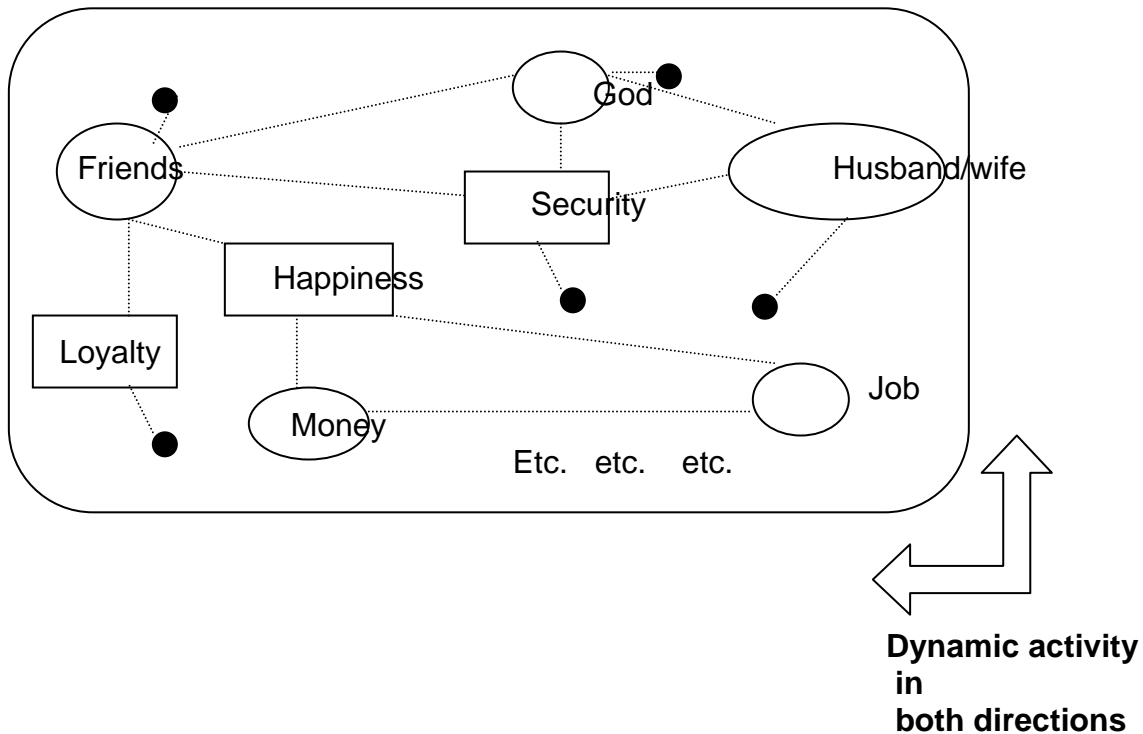 God
Friends
Husband/wife
Security
Happiness
Loyalty
Job
Money
Etc. etc. etc.
Dynamic activity
in
both directions